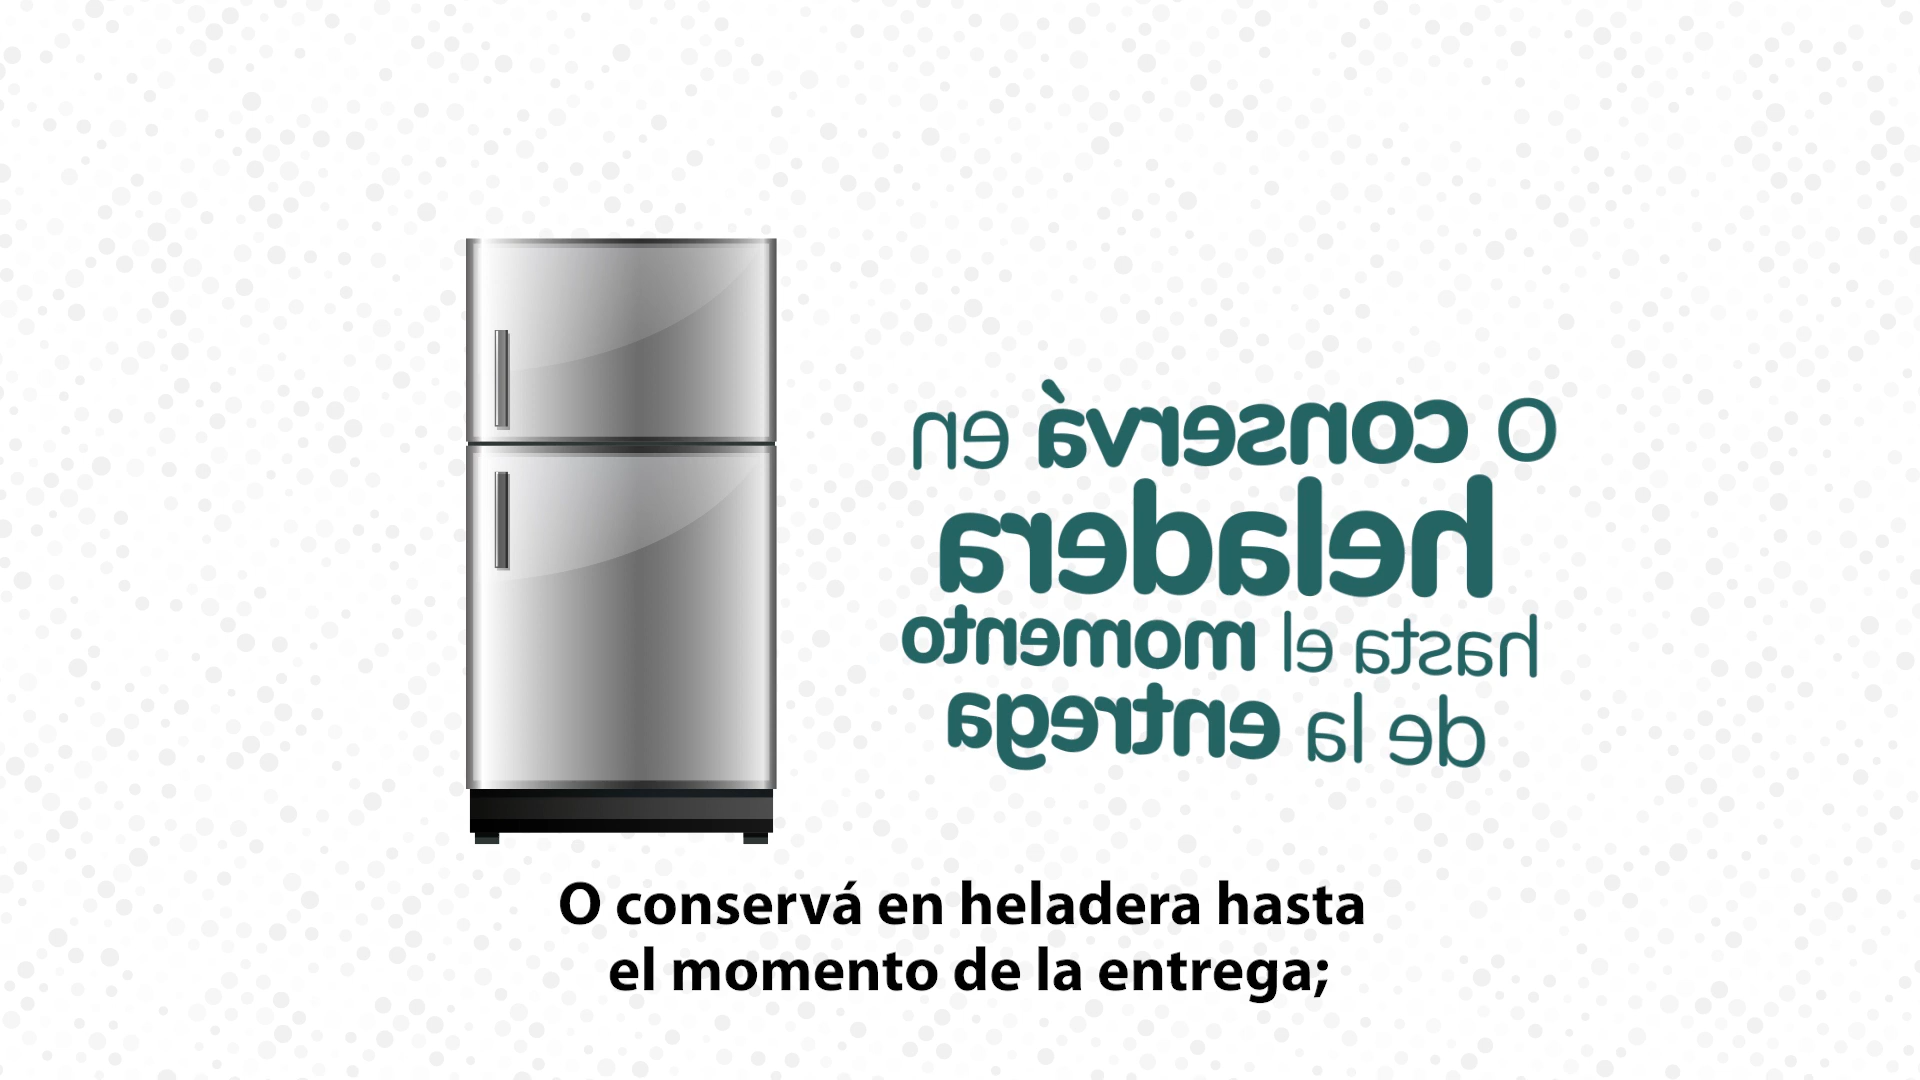 O conservá en
heladera
hasta el momento
de la entrega
O conservá en heladera hasta
el momento de la entrega;